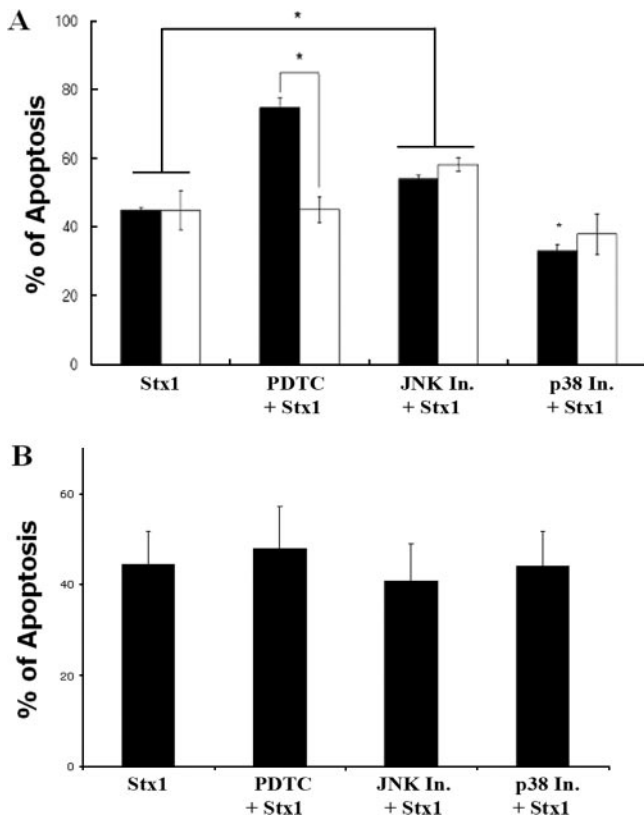 A
*
*
*
% of Apoptosis
100
80
60
40
20
0
Stx1
PDTC
+ Stx1
JNK In.
+ Stx1
p38 In.
+ Stx1
B
% of Apoptosis
60
40
20
0
Stx1
PDTC
+ Stx1
JNK In.
+ Stx1
p38 In.
+ Stx1